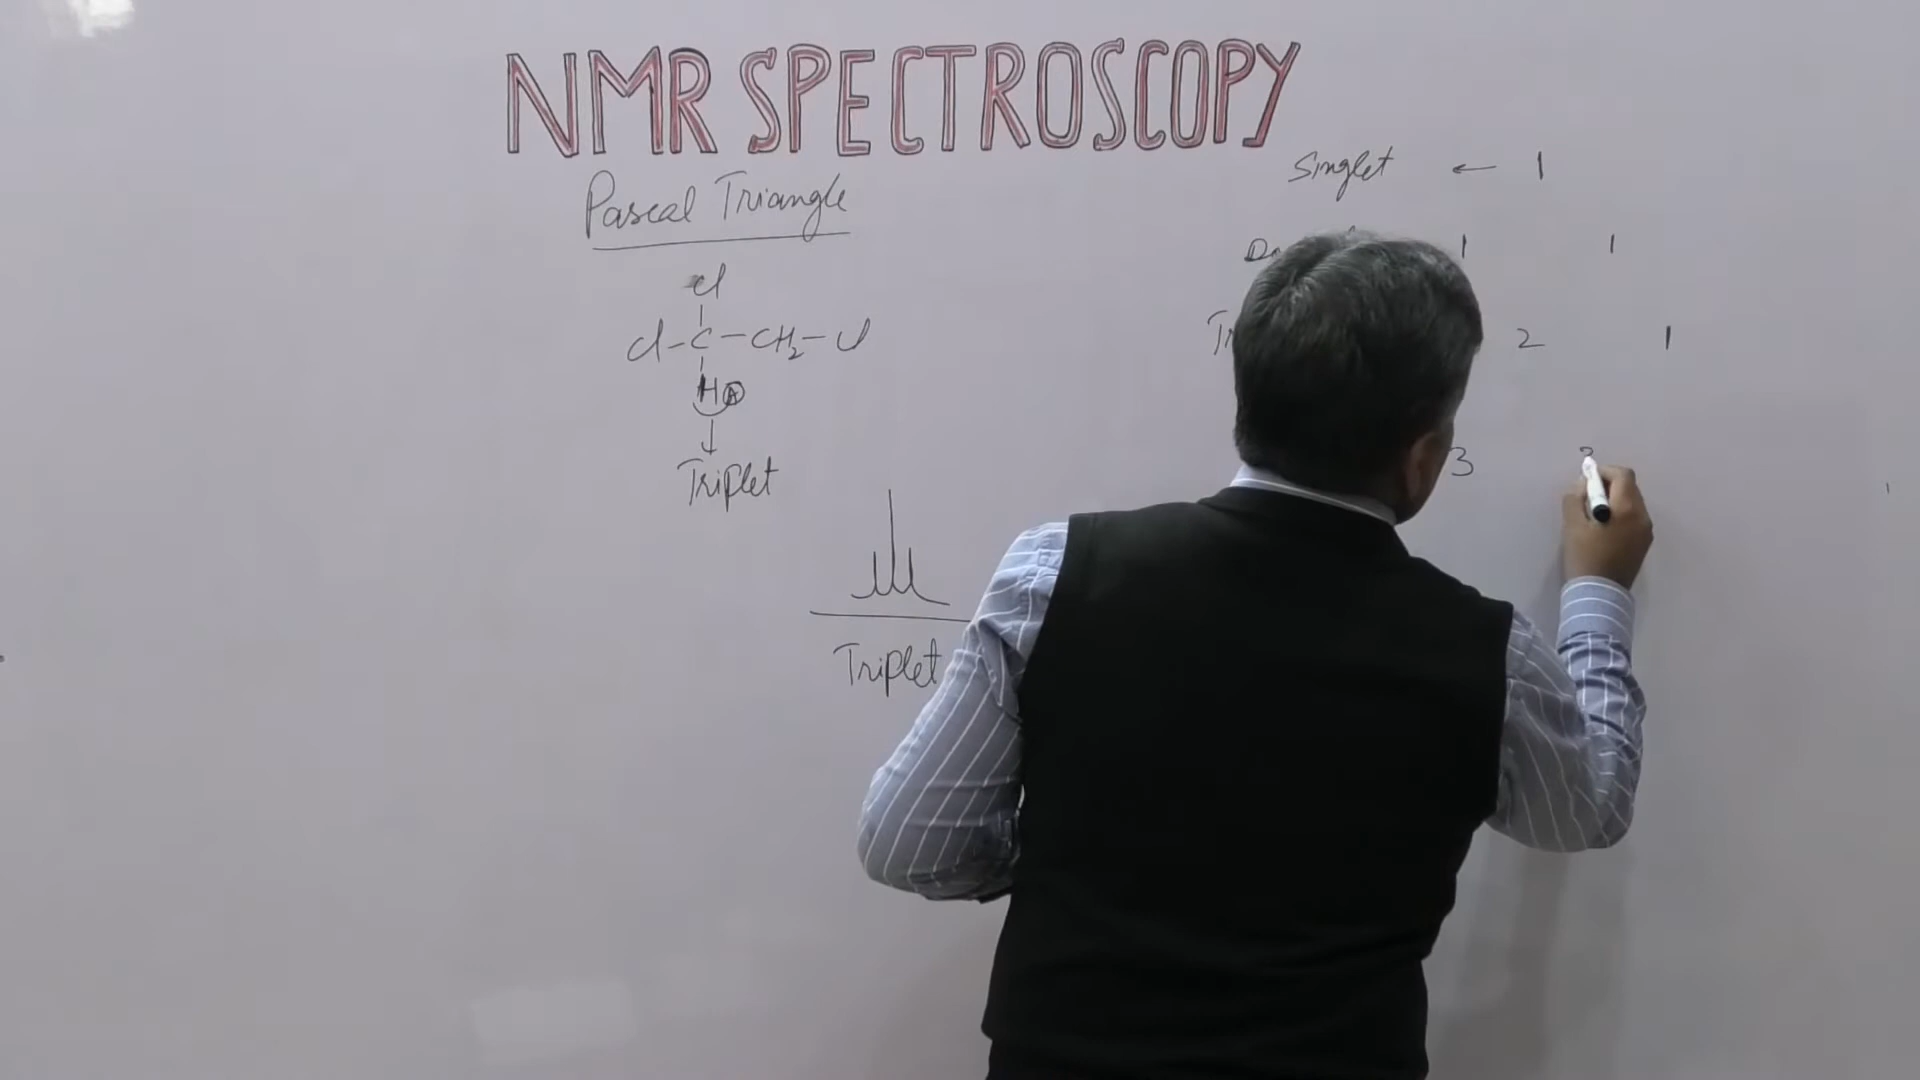 NMR SPECTROSCOPY
Pascal Triangle
Singlet ← 1
1 1
2 1
3
Cl
Cl-C-CH2-Cl
H A
Triplet
Triplet